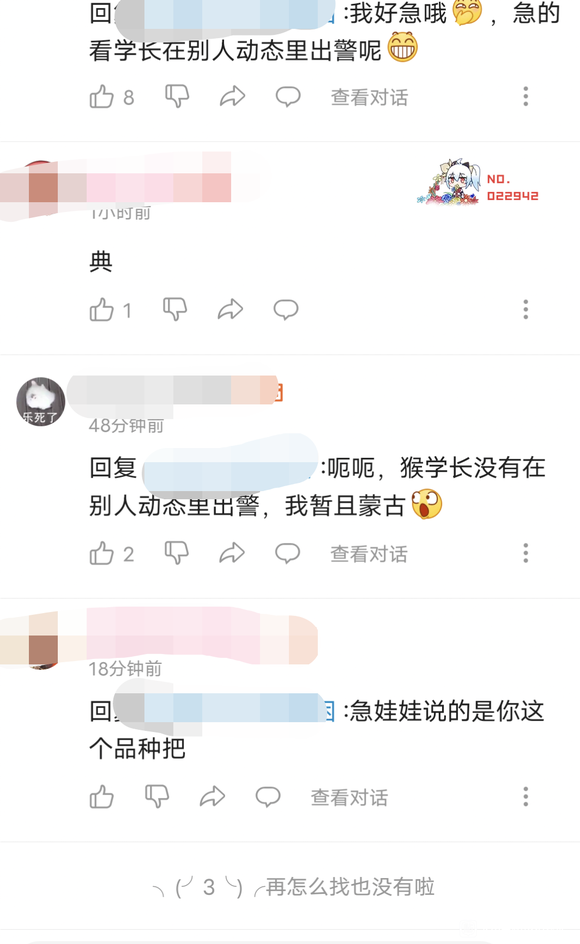 回 :我好急哦，急的
看学长在别人动态里出警呢
8 查看对话
NO.
022942
1小时前
典
1
乐死了
48分钟前
回复 :呃呃，猴学长没有在
别人动态里出警，我暂且蒙古
2 查看对话
18分钟前
回 :急娃娃说的是你这
个品种把
查看对话
╮(╯3╰)╭再怎么找也没有啦